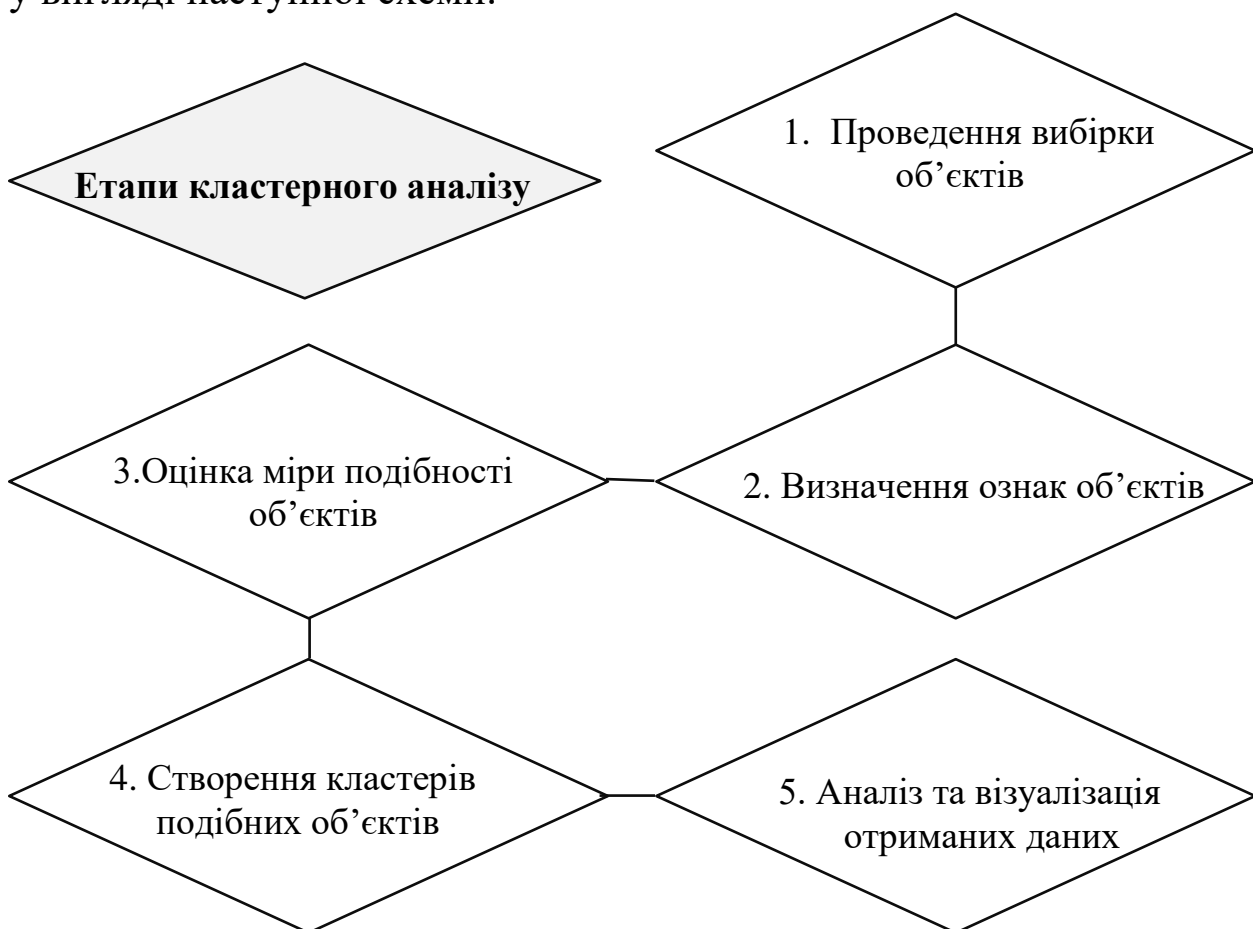 у вигляді наступної схеми:
Етапи кластерного аналізу
1. Проведення вибірки
об’єктів
2. Визначення ознак об’єктів
3.Оцінка міри подібності
об’єктів
4. Створення кластерів
подібних об’єктів
5. Аналіз та візуалізація
отриманих даних